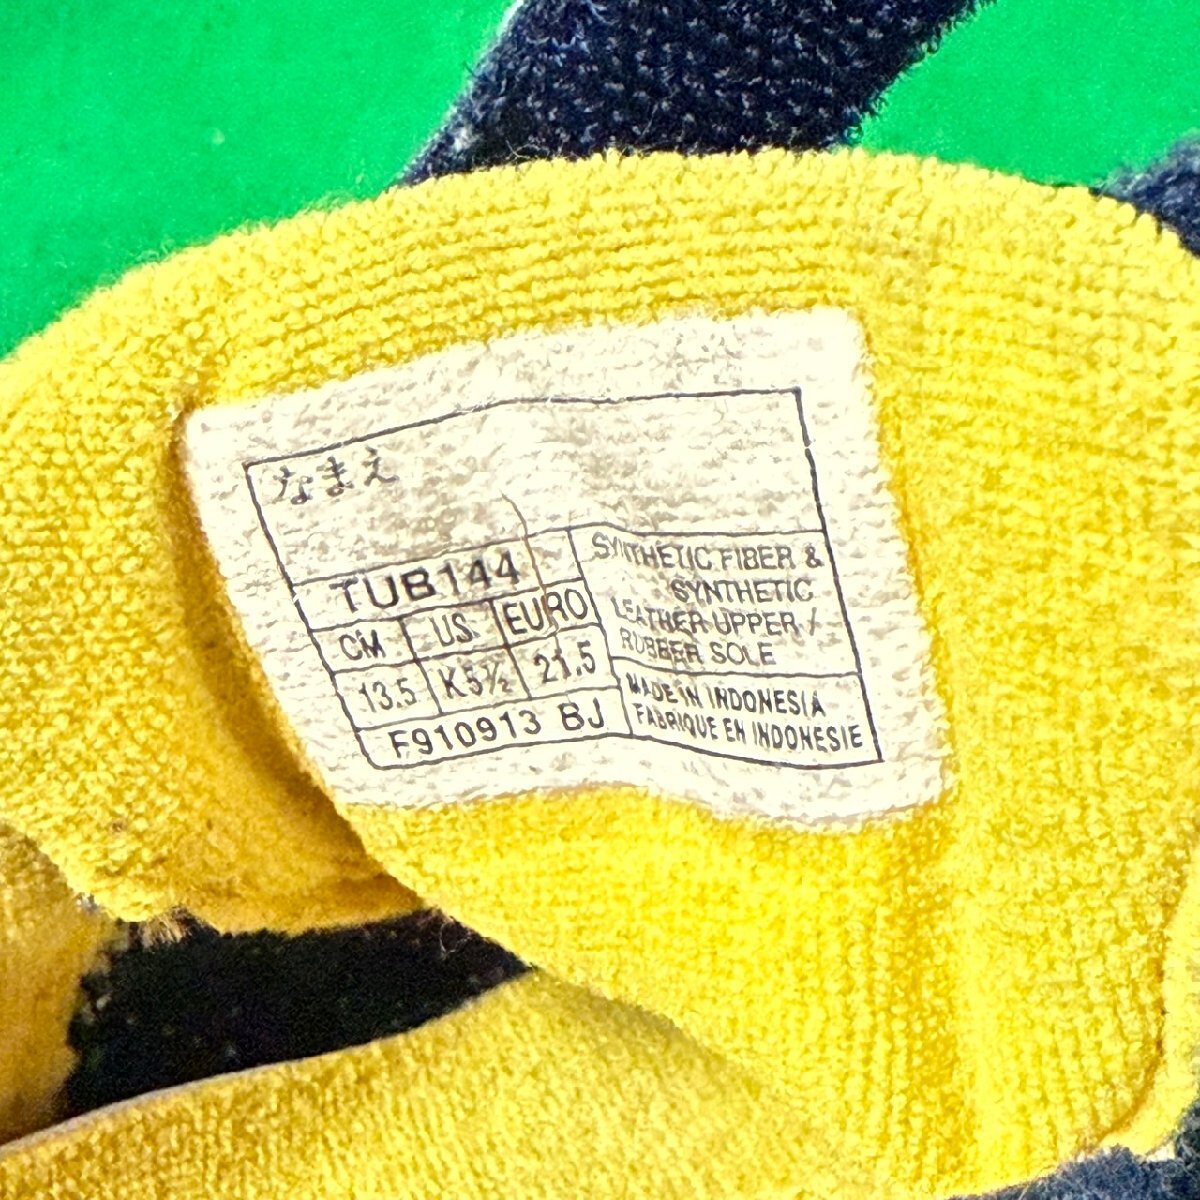 なまえ
TUB144
CM US EURO
13.5 K5½ 21.5
F910913 BJ
SYNTHETIC FIBER &
SYNTHETIC
LEATHER UPPER /
RUBBER SOLE
MADE IN INDONESIA
FABRIQUE EN INDONESIE